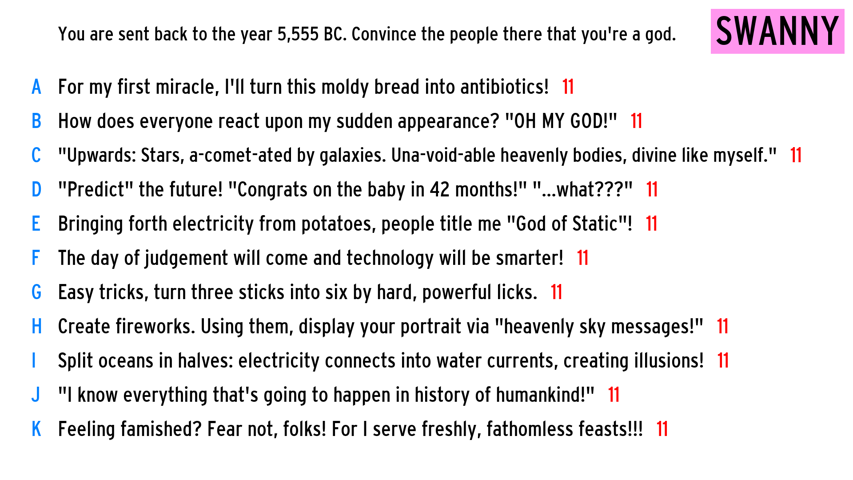 You are sent back to the year 5,555 BC. Convince the people there that you're a god.
SWANNY
A For my first miracle, I'll turn this moldy bread into antibiotics! 11
B How does everyone react upon my sudden appearance? "OH MY GOD!" 11
C "Upwards: Stars, a-comet-ated by galaxies. Una-void-able heavenly bodies, divine like myself." 11
D "Predict" the future! "Congrats on the baby in 42 months!" "...what???" 11
E Bringing forth electricity from potatoes, people title me "God of Static"! 11
F The day of judgement will come and technology will be smarter! 11
G Easy tricks, turn three sticks into six by hard, powerful licks. 11
H Create fireworks. Using them, display your portrait via "heavenly sky messages!" 11
I Split oceans in halves: electricity connects into water currents, creating illusions! 11
J "I know everything that's going to happen in history of humankind!" 11
K Feeling famished? Fear not, folks! For I serve freshly, fathomless feasts!!! 11